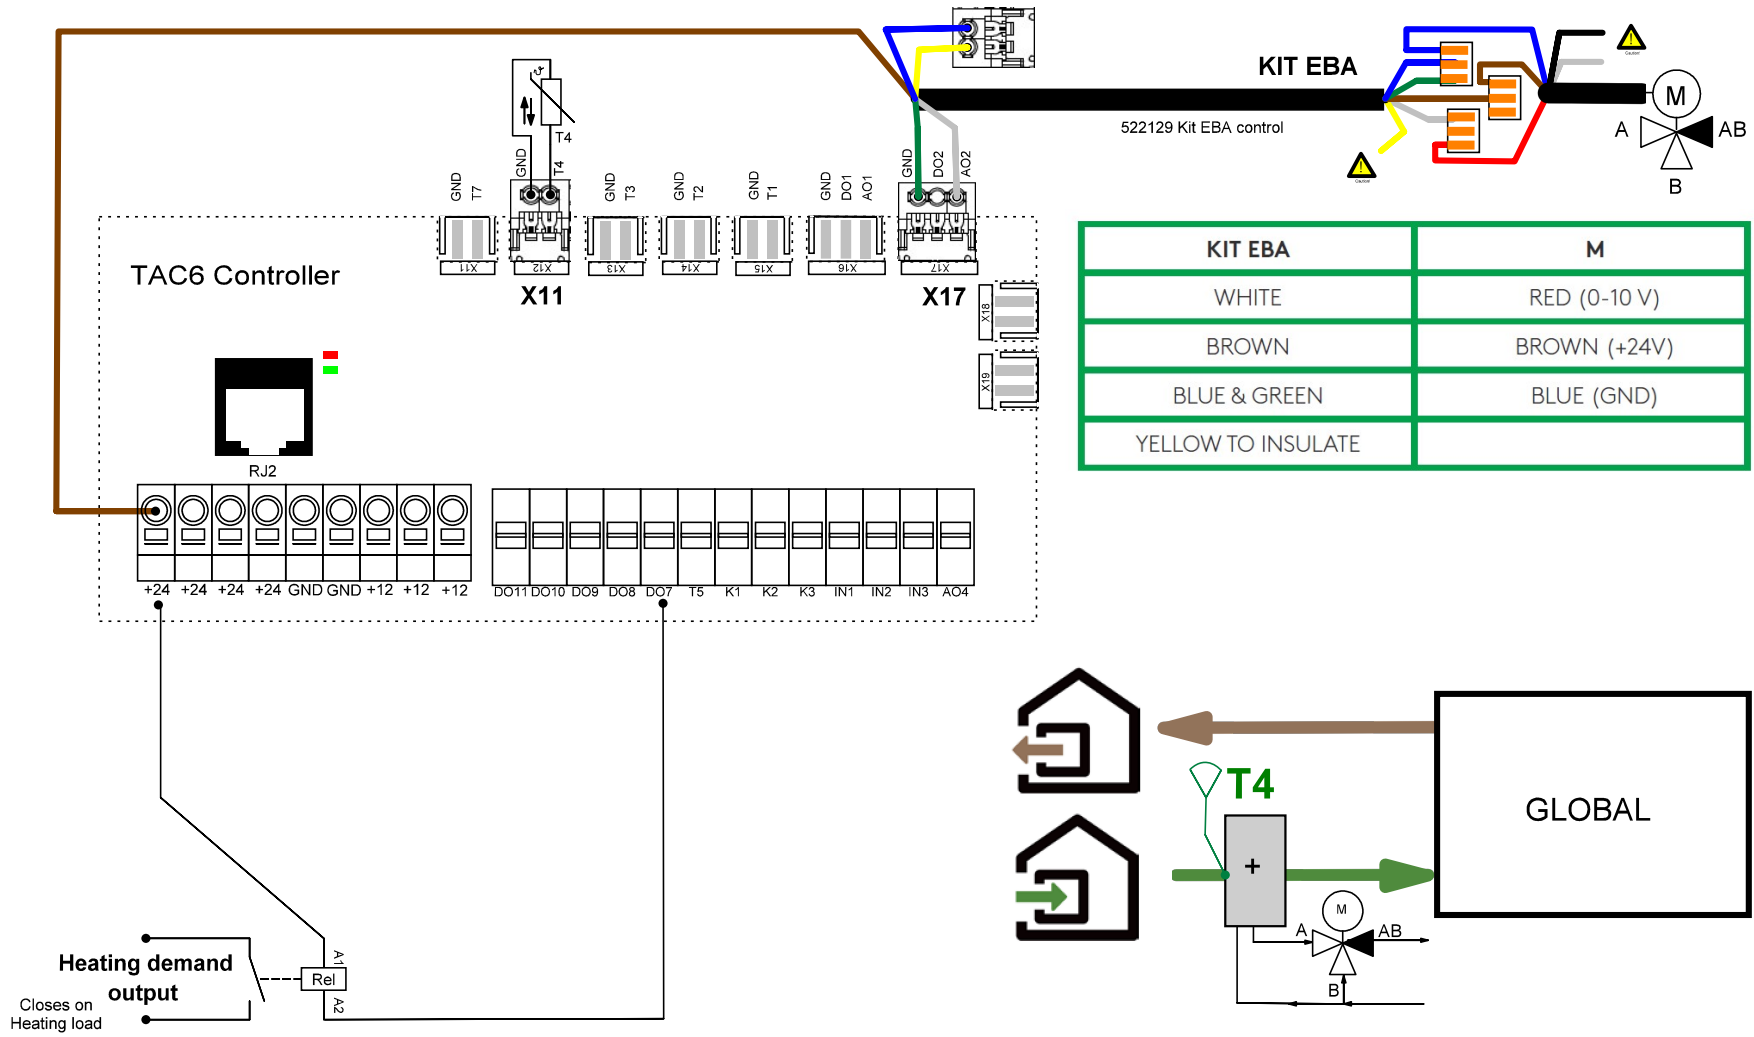 KIT EBA
522129 Kit EBA control
Caution!
Caution!
M
A
AB
B
ϑ
T4
GND
T7
GND
T4
GND
T3
GND
T2
GND
T1
GND
DO1
AO1
GND
DO2
AO2
X11
X12
X13
X14
X15
X16
X17
X11
X17
X18
X19
TAC6 Controller
RJ2
+24 +24 +24 +24 GND GND +12 +12 +12
DO11 DO10 DO9 DO8 DO7 T5 K1 K2 K3 IN1 IN2 IN3 AO4
KIT EBA M
WHITE RED (0-10 V)
BROWN BROWN (+24V)
BLUE & GREEN BLUE (GND)
YELLOW TO INSULATE
T4
GLOBAL
+
M
A
AB
B
Heating demand
output
Closes on
Heating load
A1
Rel
A2